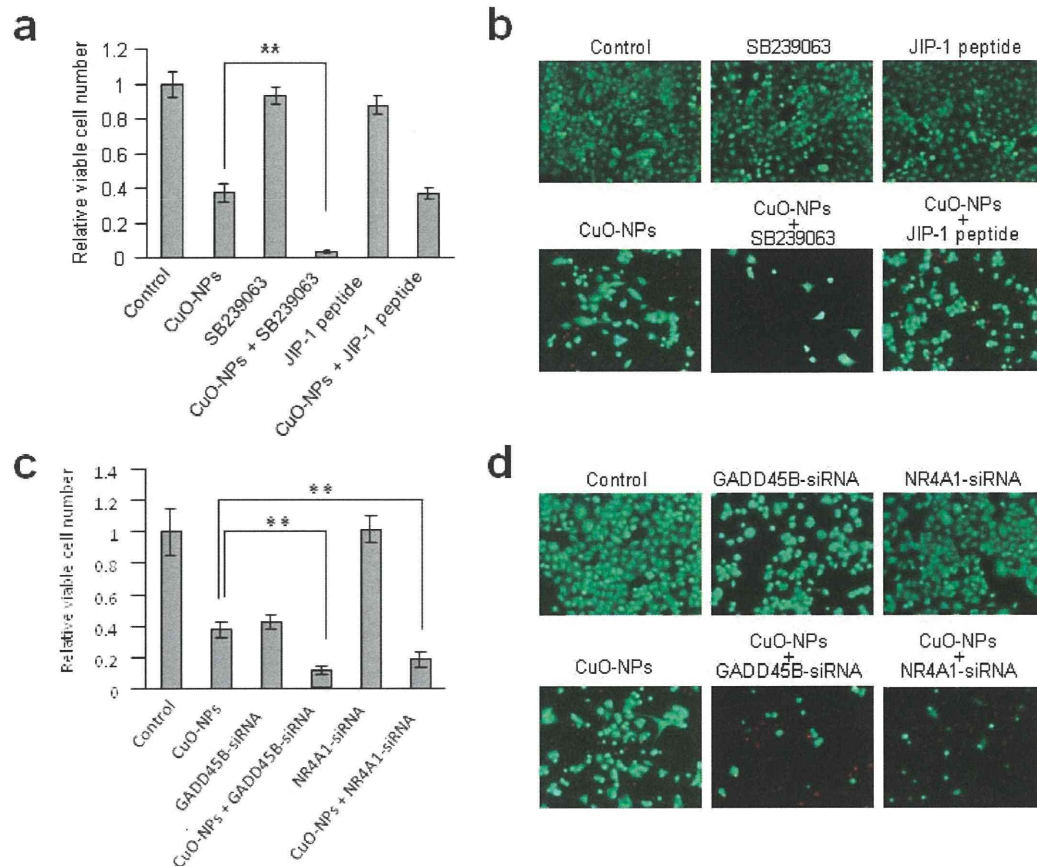 a
Relative viable cell number
1.2
1
0.8
0.6
0.4
0.2
0
**
Control
CuO-NPs
SB239063
CuO-NPs + SB239063
JIP-1 peptide
CuO-NPs + JIP-1 peptide
b
Control
SB239063
JIP-1 peptide
CuO-NPs
CuO-NPs
+
SB239063
CuO-NPs
+
JIP-1 peptide
c
Relative viable cell number
1.4
1.2
1
0.8
0.6
0.4
0.2
0
**
**
Control
CuO-NPs
GADD45B-siRNA
CuO-NPs + GADD45B-siRNA
NR4A1-siRNA
CuO-NPs + NR4A1-siRNA
d
Control
GADD45B-siRNA
NR4A1-siRNA
CuO-NPs
CuO-NPs
+
GADD45B-siRNA
CuO-NPs
+
NR4A1-siRNA